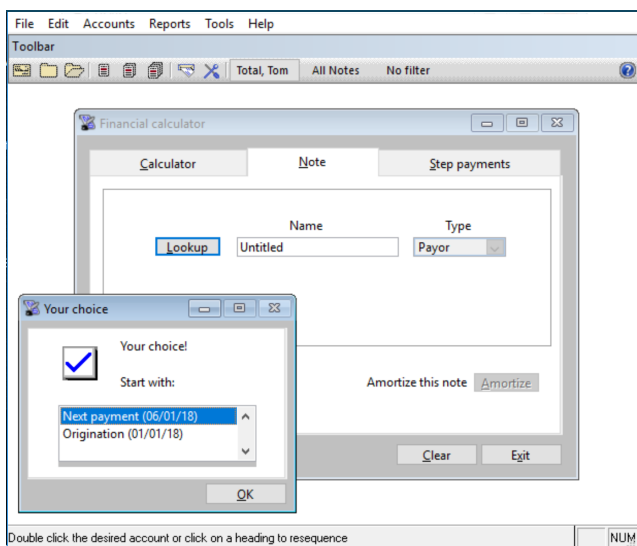 File Edit Accounts Reports Tools Help
Toolbar
Total, Tom All Notes No filter
Financial calculator
Calculator Note Step payments
Name Type
Lookup Untitled Payor
Your choice
Your choice!
Start with:
Next payment (06/01/18)
Origination (01/01/18)
OK
Amortize this note Amortize
Clear Exit
Double click the desired account or click on a heading to resequence NUM